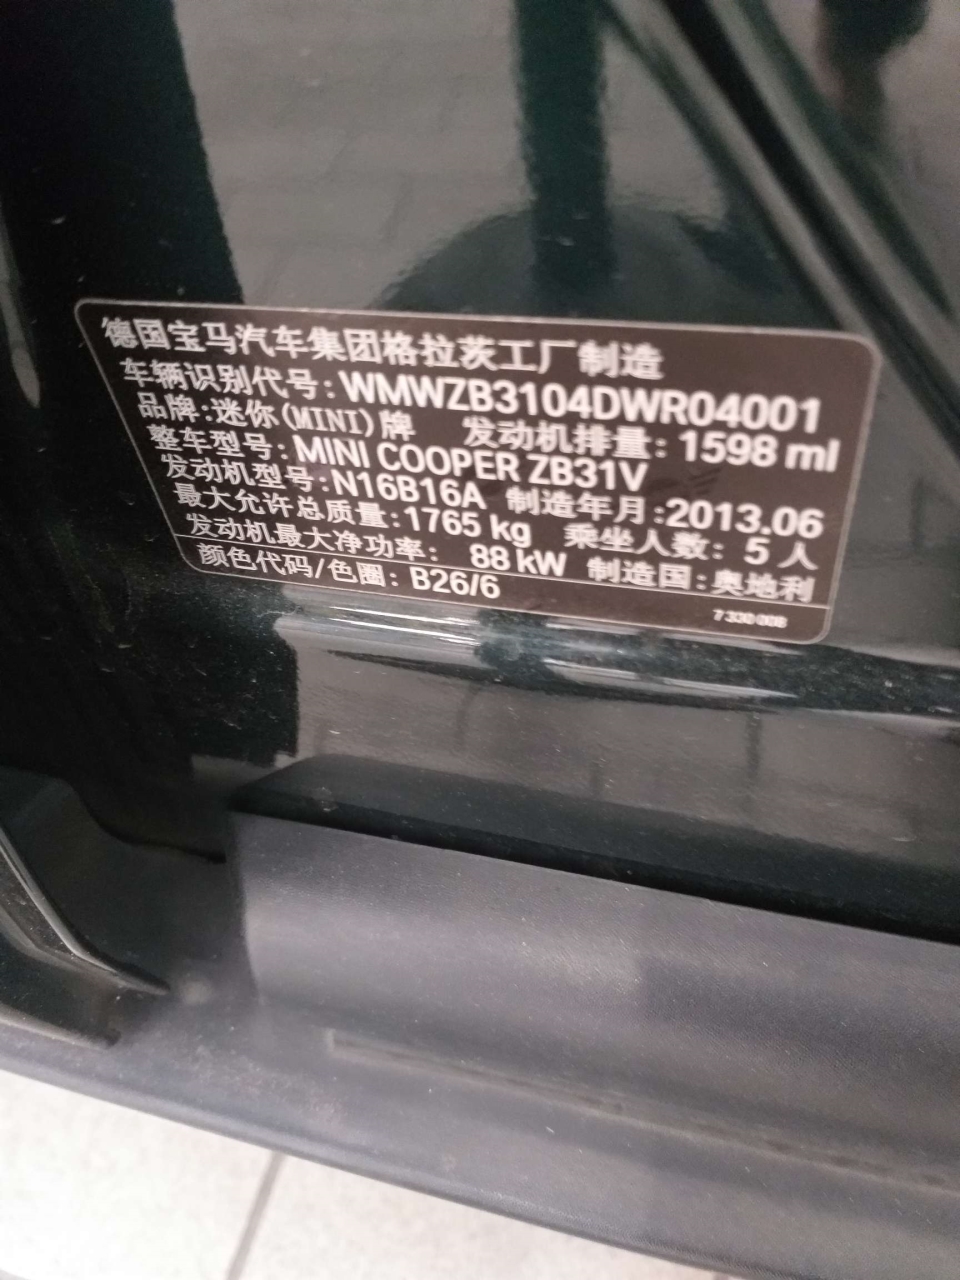 德国宝马汽车集团格拉茨工厂制造
车辆识别代号: WMWZB3104DWR04001
品牌:迷你(MINI)牌 发动机排量: 1598 ml
整车型号: MINI COOPER ZB31V
发动机型号:N16B16A 制造年月:2013.06
最大允许总质量:1765 kg 乘坐人数: 5 人
发动机最大净功率: 88 kW 制造国:奥地利
颜色代码/色圈: B26/6
7 330 008